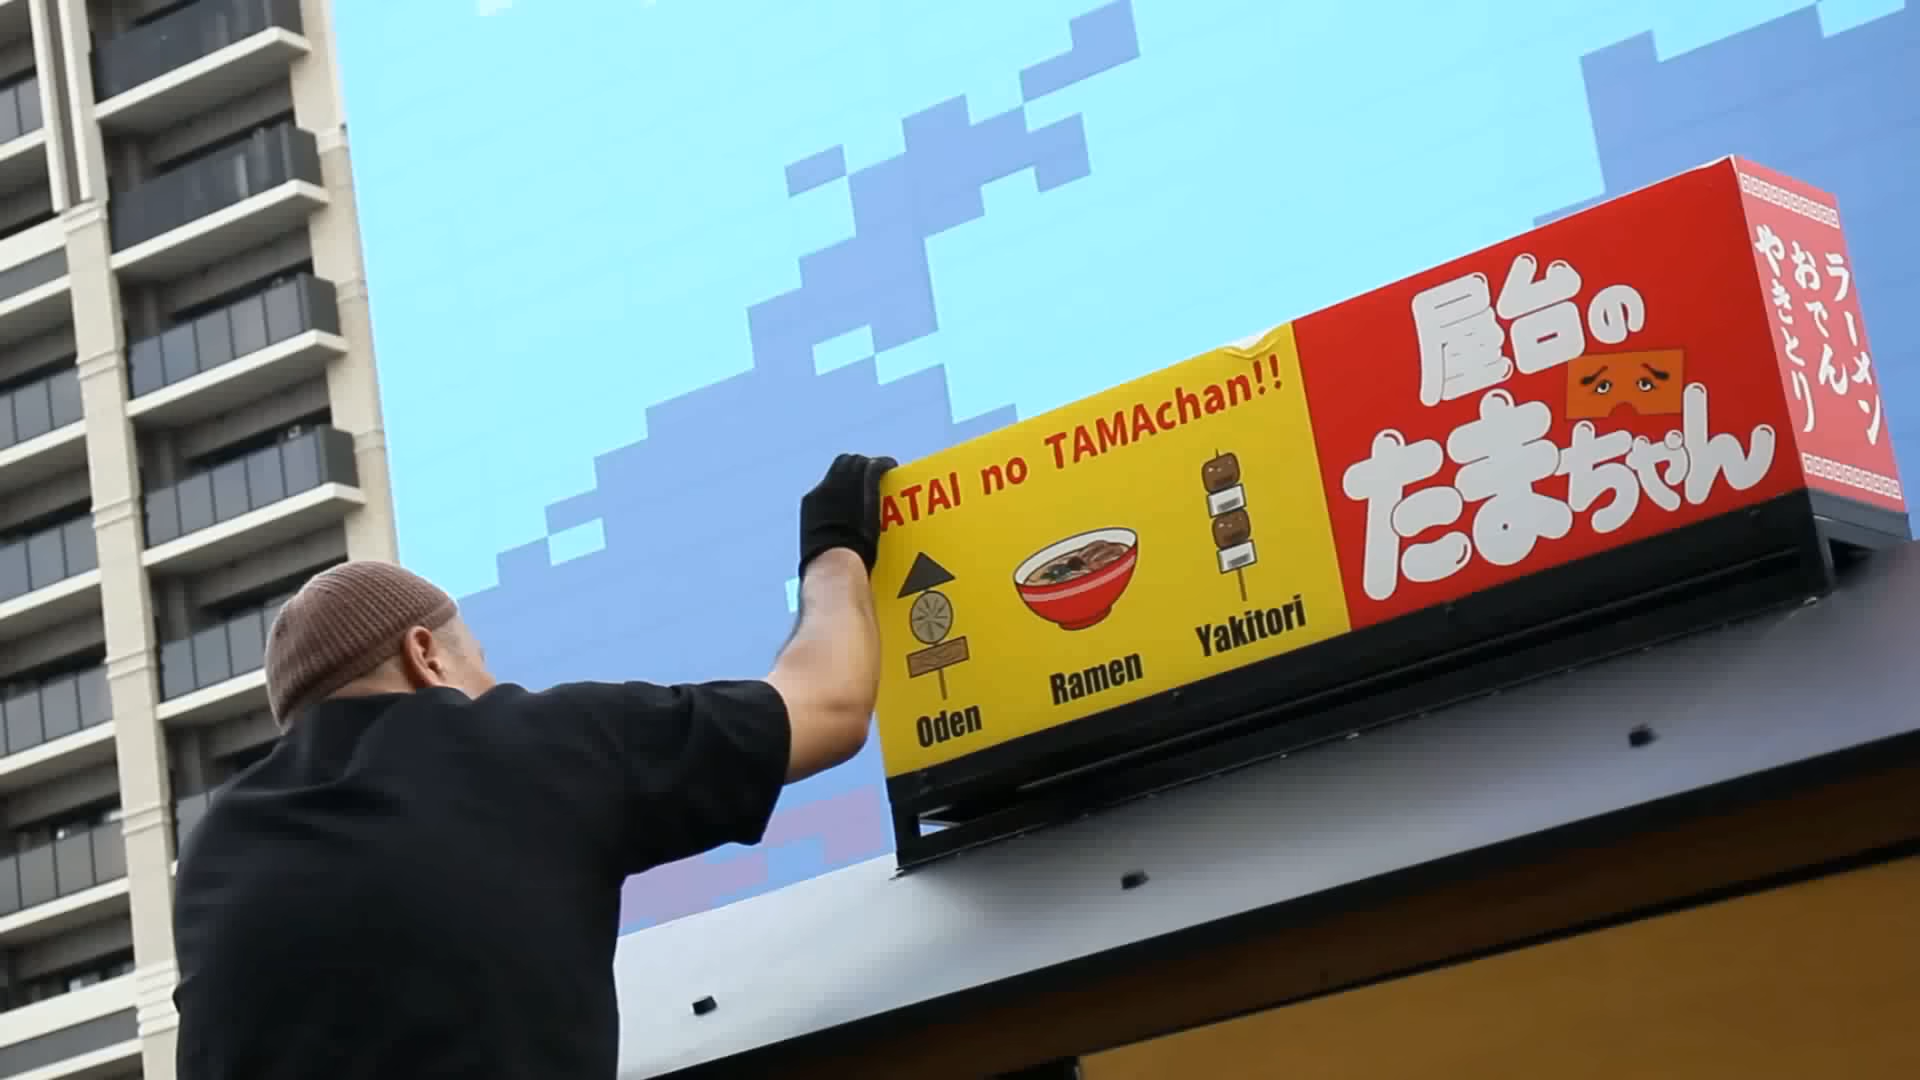 ATAI no TAMAchan!!
Oden
Ramen
Yakitori
屋台の
たまちゃん
ラーメン
おでん
やきとり